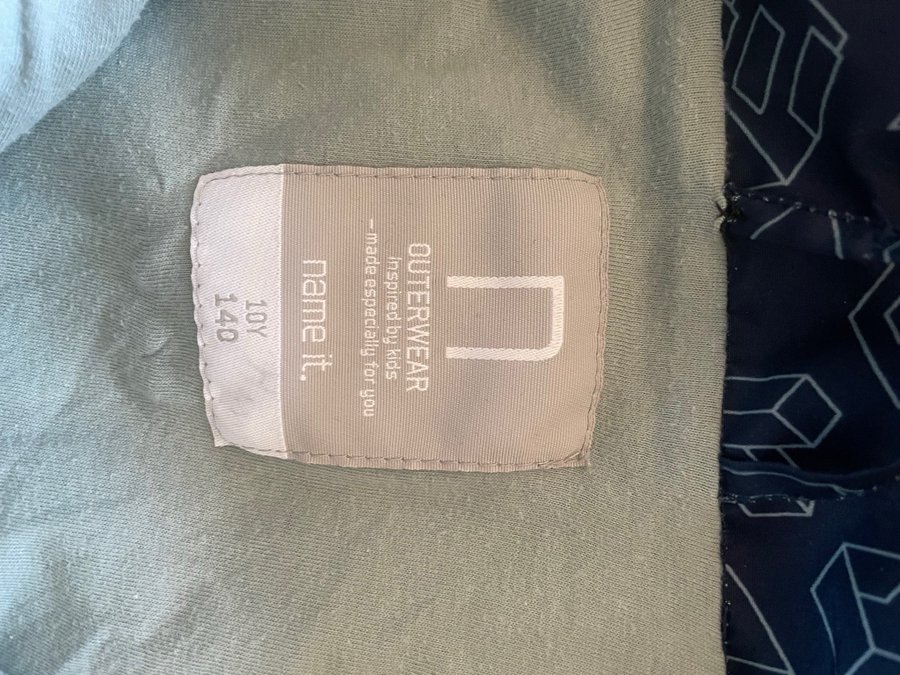 n
OUTERWEAR
inspired by kids
—made especially for you
name it.
10Y
140